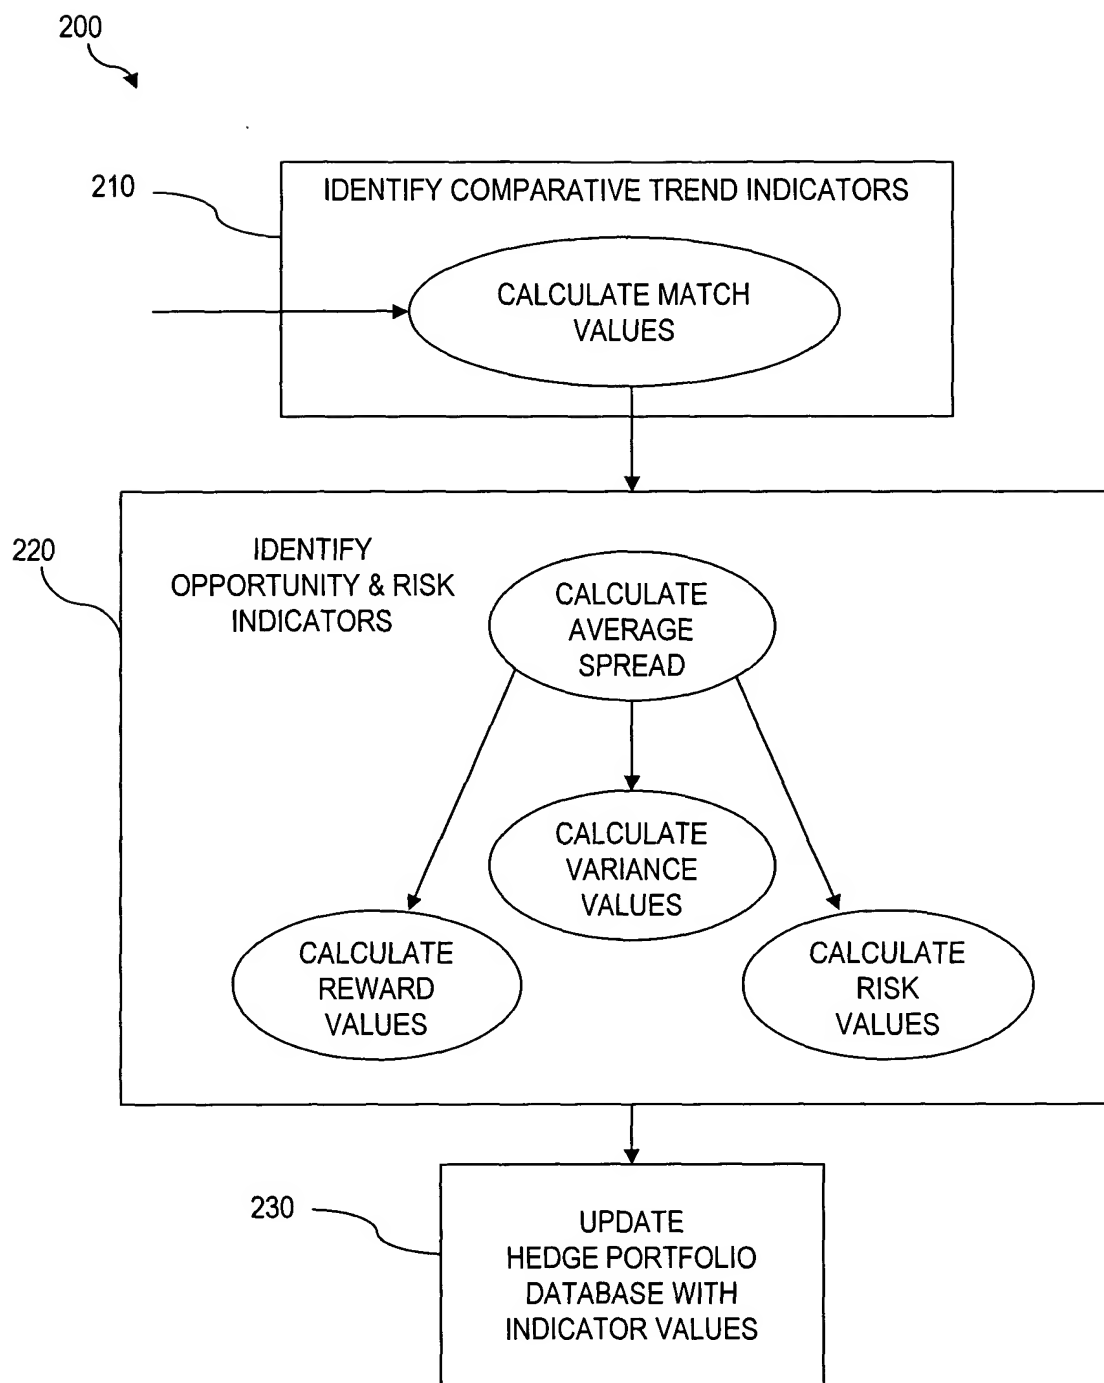 200
210
IDENTIFY COMPARATIVE TREND INDICATORS
CALCULATE MATCH
VALUES
220
IDENTIFY
OPPORTUNITY & RISK
INDICATORS
CALCULATE
AVERAGE
SPREAD
CALCULATE
VARIANCE
VALUES
CALCULATE
REWARD
VALUES
CALCULATE
RISK
VALUES
230
UPDATE
HEDGE PORTFOLIO
DATABASE WITH
INDICATOR VALUES